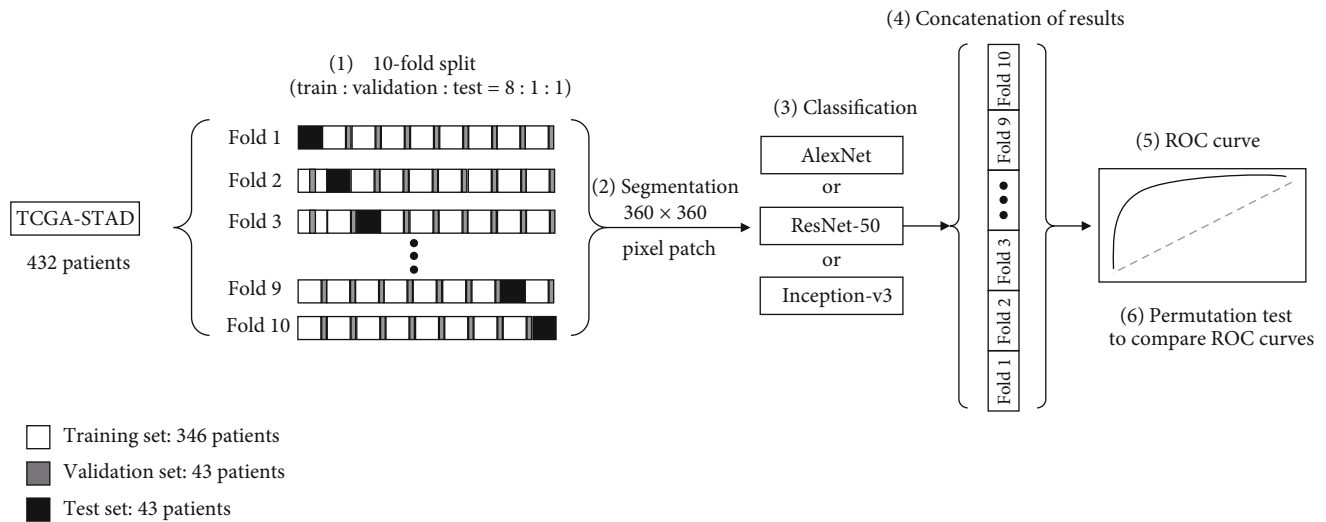 (4) Concatenation of results
(1) 10-fold split
(train : validation : test = 8 : 1 : 1)
(3) Classification
Fold 1
Fold 2
Fold 3
Fold 9
Fold 10
TCGA-STAD
432 patients
(2) Segmentation
360 × 360
pixel patch
AlexNet
or
ResNet-50
or
Inception-v3
Fold 10
Fold 9
Fold 3
Fold 2
Fold 1
(5) ROC curve
(6) Permutation test
to compare ROC curves
Training set: 346 patients
Validation set: 43 patients
Test set: 43 patients